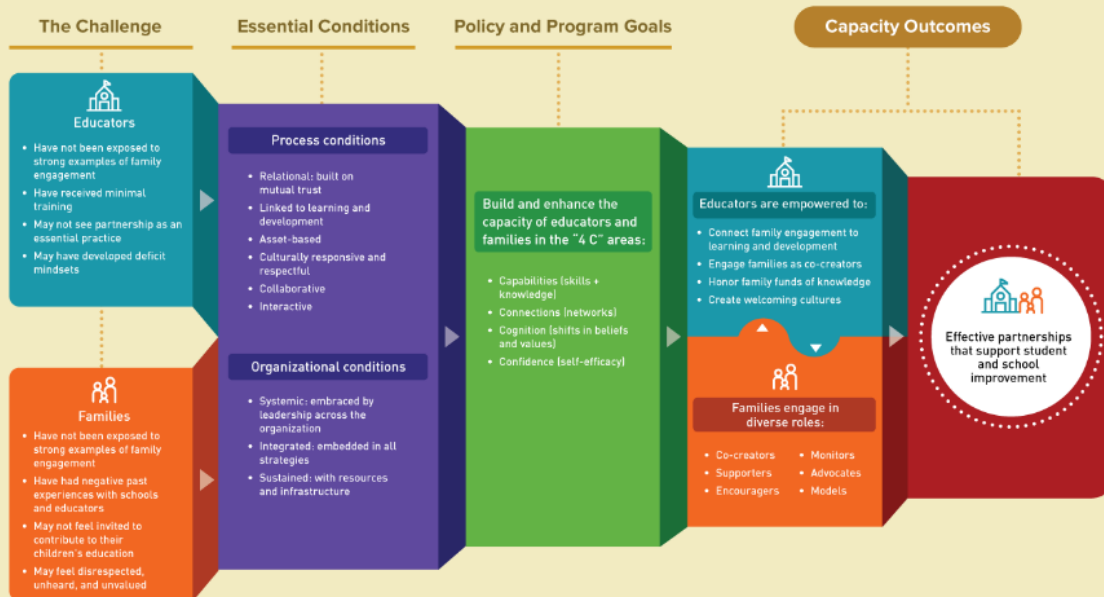 The Challenge
Essential Conditions
Policy and Program Goals
Capacity Outcomes
Educators
• Have not been exposed to
strong examples of family
engagement
• Have received minimal
training
• May not see partnership as an
essential practice
• May have developed deficit
mindsets
Families
• Have not been exposed to
strong examples of family
engagement
• Have had negative past
experiences with schools
and educators
• May not feel invited to
contribute to their
children's education
• May feel disrespected,
unheard, and unvalued
Process conditions
• Relational: built on
mutual trust
• Linked to learning and
development
• Asset-based
• Culturally responsive and
respectful
• Collaborative
• Interactive
Organizational conditions
• Systemic: embraced by
leadership across the
organization
• Integrated: embedded in all
strategies
• Sustained: with resources
and infrastructure
Build and enhance the
capacity of educators and
families in the "4 C" areas:
• Capabilities (skills +
knowledge)
• Connections (networks)
• Cognition (shifts in beliefs
and values)
• Confidence (self-efficacy)
Educators are empowered to:
• Connect family engagement to
learning and development
• Engage families as co-creators
• Honor family funds of knowledge
• Create welcoming cultures
Families engage in
diverse roles:
• Co-creators
• Supporters
• Encouragers
• Monitors
• Advocates
• Models
Effective partnerships
that support student
and school
improvement